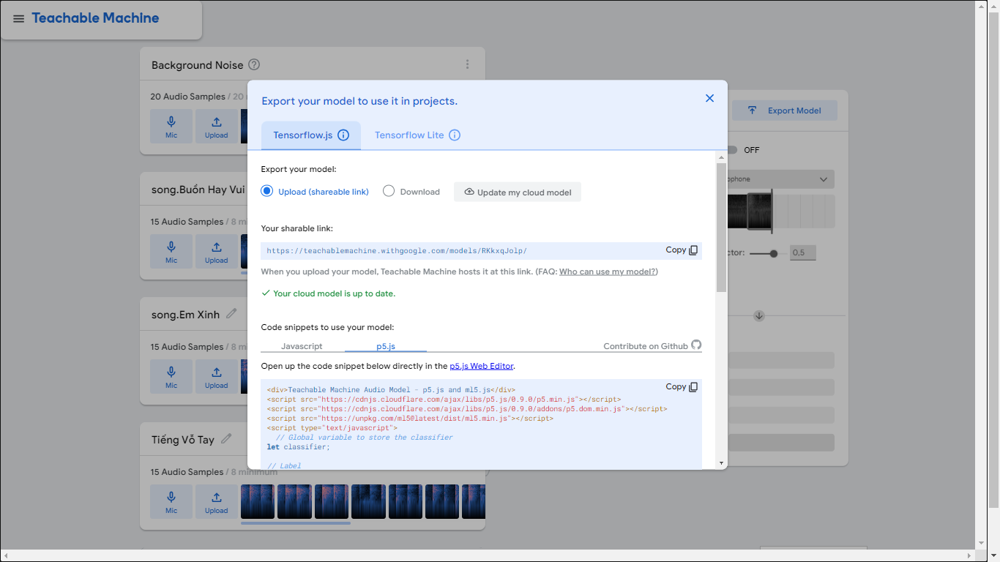 Teachable Machine
Background Noise
20 Audio Samples / 20
Mic
Upload
song.Buồn Hay Vui
15 Audio Samples / 8
Mic
Upload
song.Em Xinh
15 Audio Samples / 8
Mic
Upload
Tiếng Vỗ Tay
15 Audio Samples / 8 minimum
Mic
Upload
Export your model to use it in projects.
Tensorflow.js
Tensorflow Lite
Export your model:
Upload (shareable link)
Download
Update my cloud model
Your sharable link:
https://teachablemachine.withgoogle.com/models/RKkxqJolp/
Copy
When you upload your model, Teachable Machine hosts it at this link. (FAQ: Who can use my model?)
✓ Your cloud model is up to date.
Code snippets to use your model:
Javascript
p5.js
Contribute on Github
Open up the code snippet below directly in the p5.js Web Editor.
Copy
<div>Teachable Machine Audio Model - p5.js and ml5.js</div>
<script src="https://cdnjs.cloudflare.com/ajax/libs/p5.js/0.9.0/p5.min.js"></script>
<script src="https://cdnjs.cloudflare.com/ajax/libs/p5.js/0.9.0/addons/p5.dom.min.js"></script>
<script src="https://unpkg.com/ml5@latest/dist/ml5.min.js"></script>
<script type="text/javascript">
// Global variable to store the classifier
let classifier;
// Label
Export Model
OFF
0,5